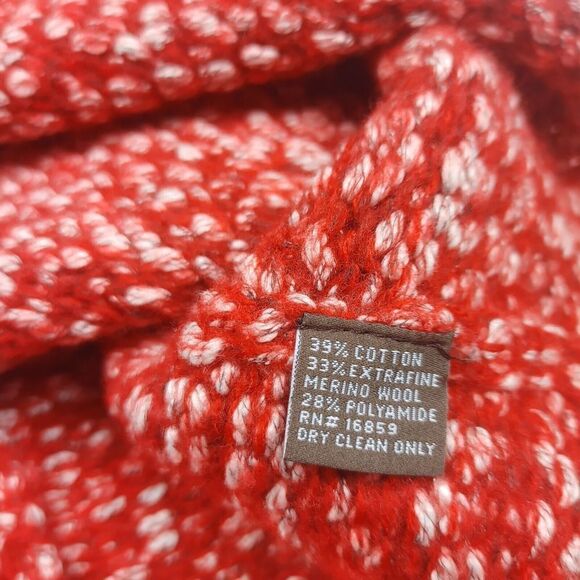 39% COTTON
33% EXTRAFINE
MERINO WOOL
28% POLYAMIDE
RN# 16859
DRY CLEAN ONLY